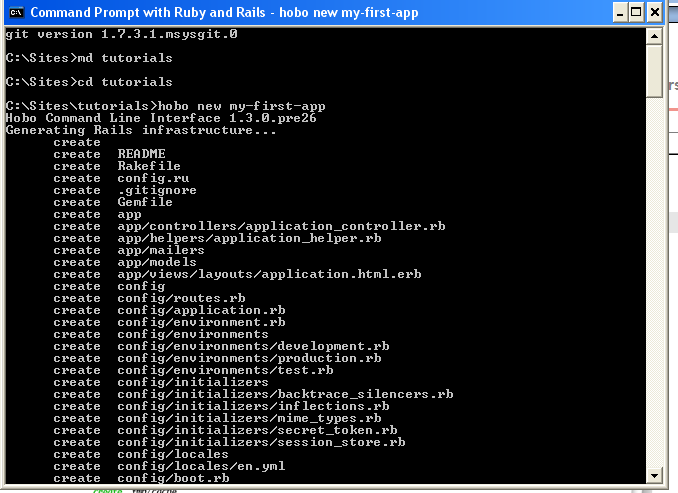 Command Prompt with Ruby and Rails - hobo new my-first-app
git version 1.7.3.1.msysgit.0
C:\Sites>md tutorials
C:\Sites>cd tutorials
C:\Sites\tutorials>hobo new my-first-app
Hobo Command Line Interface 1.3.0.pre26
Generating Rails infrastructure...
create
create README
create Rakefile
create config.ru
create .gitignore
create Gemfile
create app
create app/controllers/application_controller.rb
create app/helpers/application_helper.rb
create app/mailers
create app/models
create app/views/layouts/application.html.erb
create config
create config/routes.rb
create config/application.rb
create config/environment.rb
create config/environments
create config/environments/development.rb
create config/environments/production.rb
create config/environments/test.rb
create config/initializers
create config/initializers/backtrace_silencers.rb
create config/initializers/inflections.rb
create config/initializers/mime_types.rb
create config/initializers/secret_token.rb
create config/initializers/session_store.rb
create config/locales
create config/locales/en.yml
create config/boot.rb